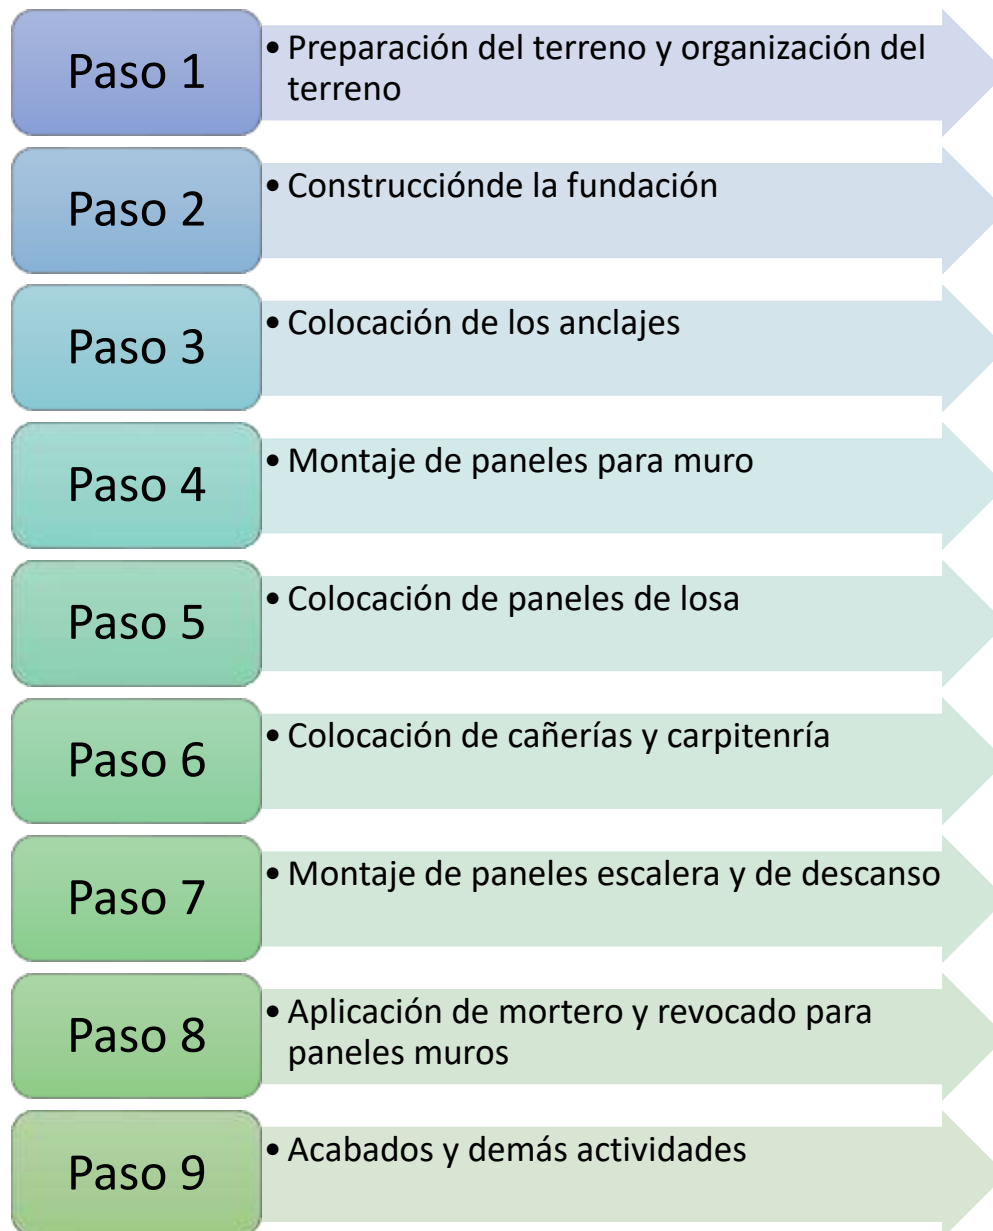 Paso 1
• Preparación del terreno y organización del
terreno
Paso 2
• Construcciónde la fundación
Paso 3
• Colocación de los anclajes
Paso 4
• Montaje de paneles para muro
Paso 5
• Colocación de paneles de losa
Paso 6
• Colocación de cañerías y carpitenría
Paso 7
• Montaje de paneles escalera y de descanso
Paso 8
• Aplicación de mortero y revocado para
paneles muros
Paso 9
• Acabados y demás actividades